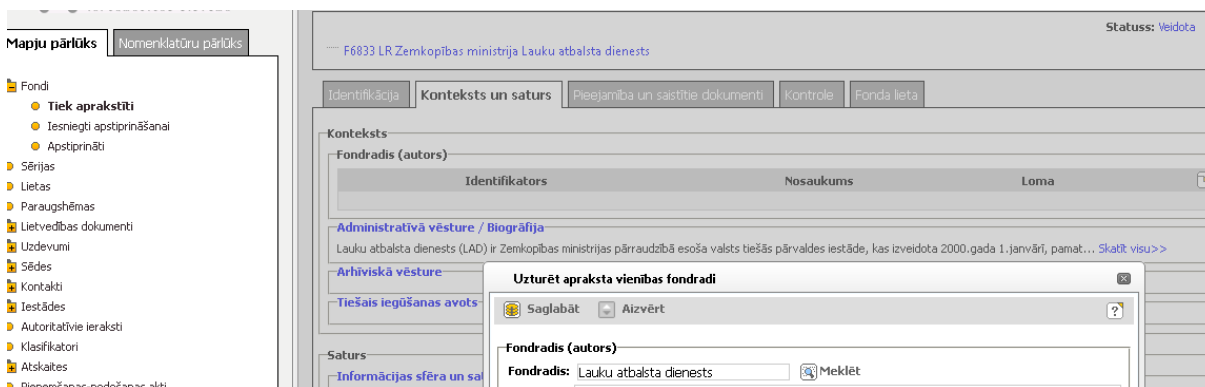 Statuss: Veidota
Mapju pārlūks
Nomenklatūru pārlūks
F6833 LR Zemkopības ministrija Lauku atbalsta dienests
Fondi
Tiek aprakstīti
Iesniegti apstiprināšanai
Apstiprināti
Sērijas
Lietas
Paraugshēmas
Lietvedības dokumenti
Uzdevumi
Sēdes
Kontakti
Iestādes
Autoritatīvie ieraksti
Klasifikatori
Atskaites
Pieņemšanas-nodošanas akti
Identifikācija
Konteksts un saturs
Pieejamība un saistītie dokumenti
Kontrole
Fonda lieta
Konteksts
Fondradis (autors)
Identifikators
Nosaukums
Loma
Administratīvā vēsture / Biogrāfija
Lauku atbalsta dienests (LAD) ir Zemkopības ministrijas pārraudzībā esoša valsts tiešās pārvaldes iestāde, kas izveidota 2000.gada 1.janvārī, pamat... Skatīt visu>>
Arhīviskā vēsture
Tiešais iegūšanas avots
Saturs
Informācijas sfēra un
Uzturēt apraksta vienības fondradi
Saglabāt
Aizvērt
?
Fondradis (autors)
Fondradis: Lauku atbalsta dienests
Meklēt